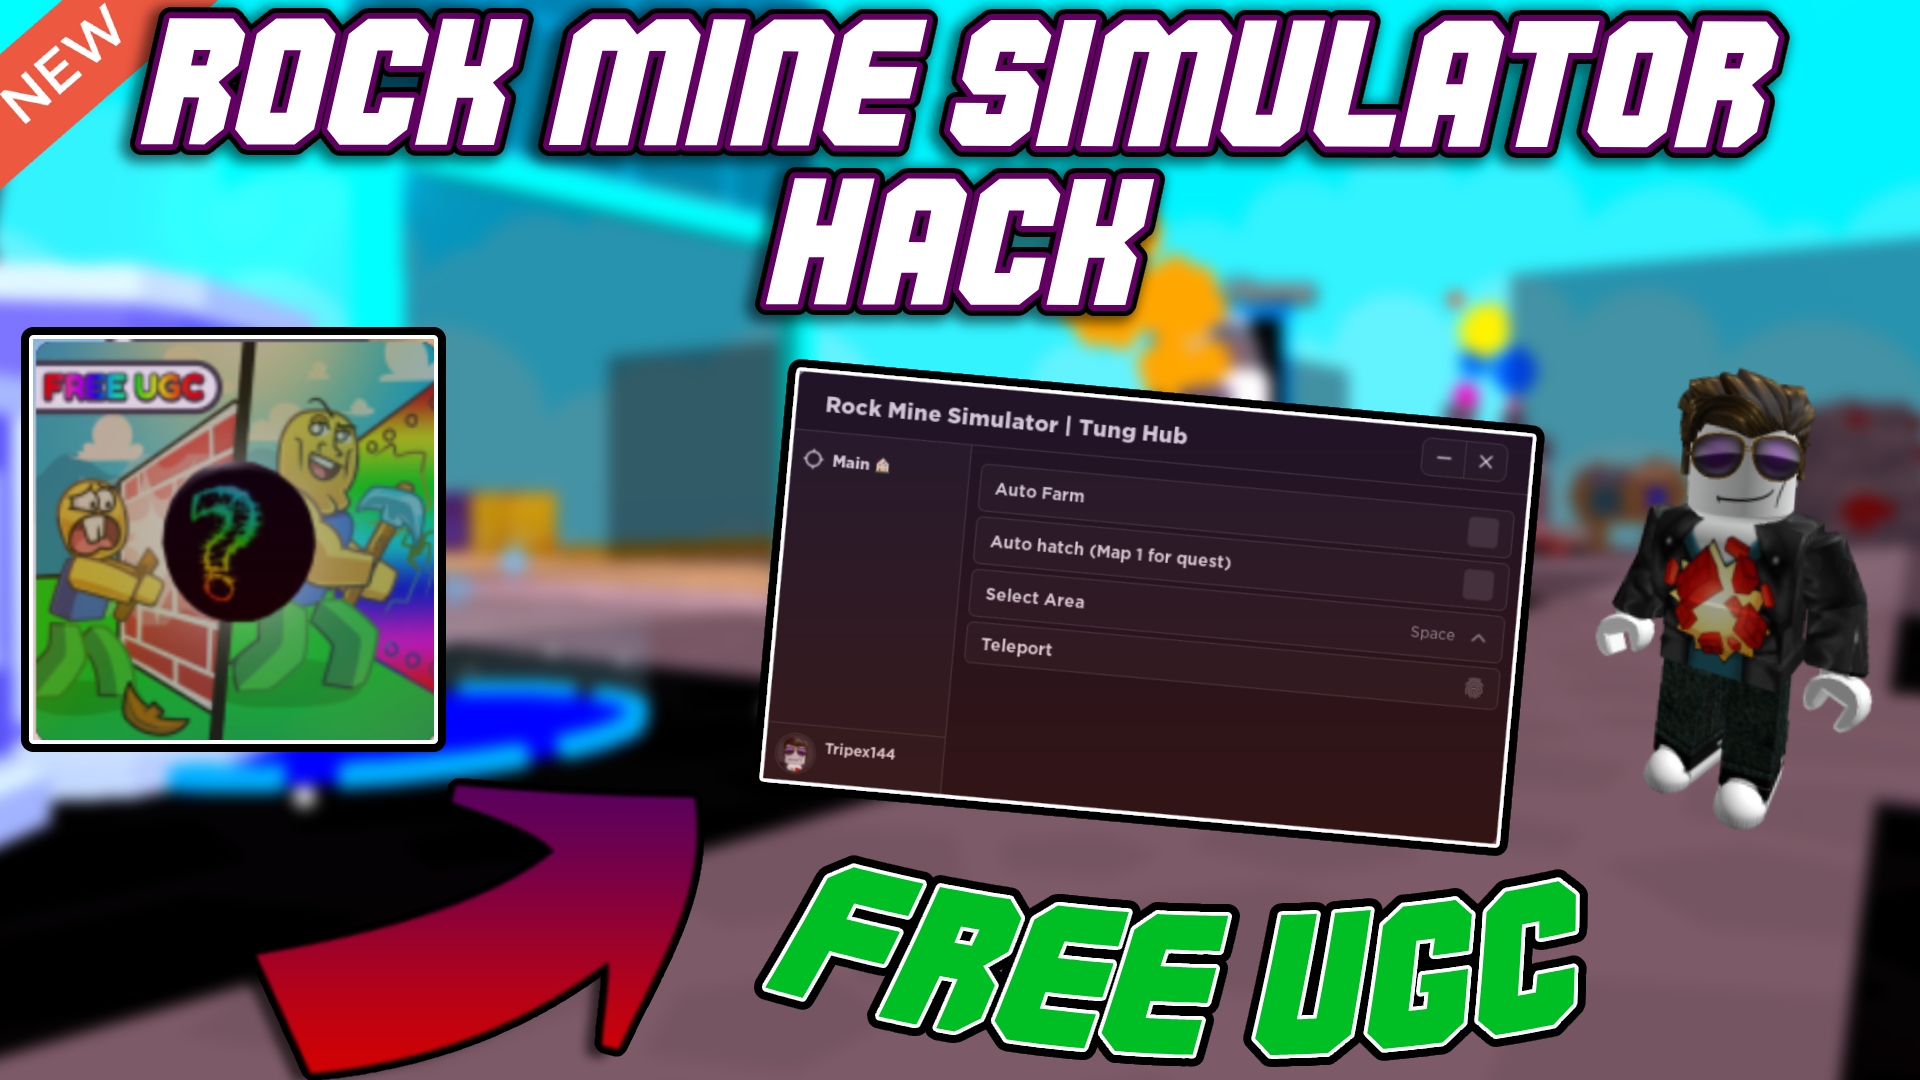 NEW
ROCK MINE SIMULATOR
HACK
FREE UGC
Rock Mine Simulator | Tung Hub
Main
Auto Farm
Auto hatch (Map 1 for quest)
Select Area
Space
Teleport
Tripex144
FREE UGC